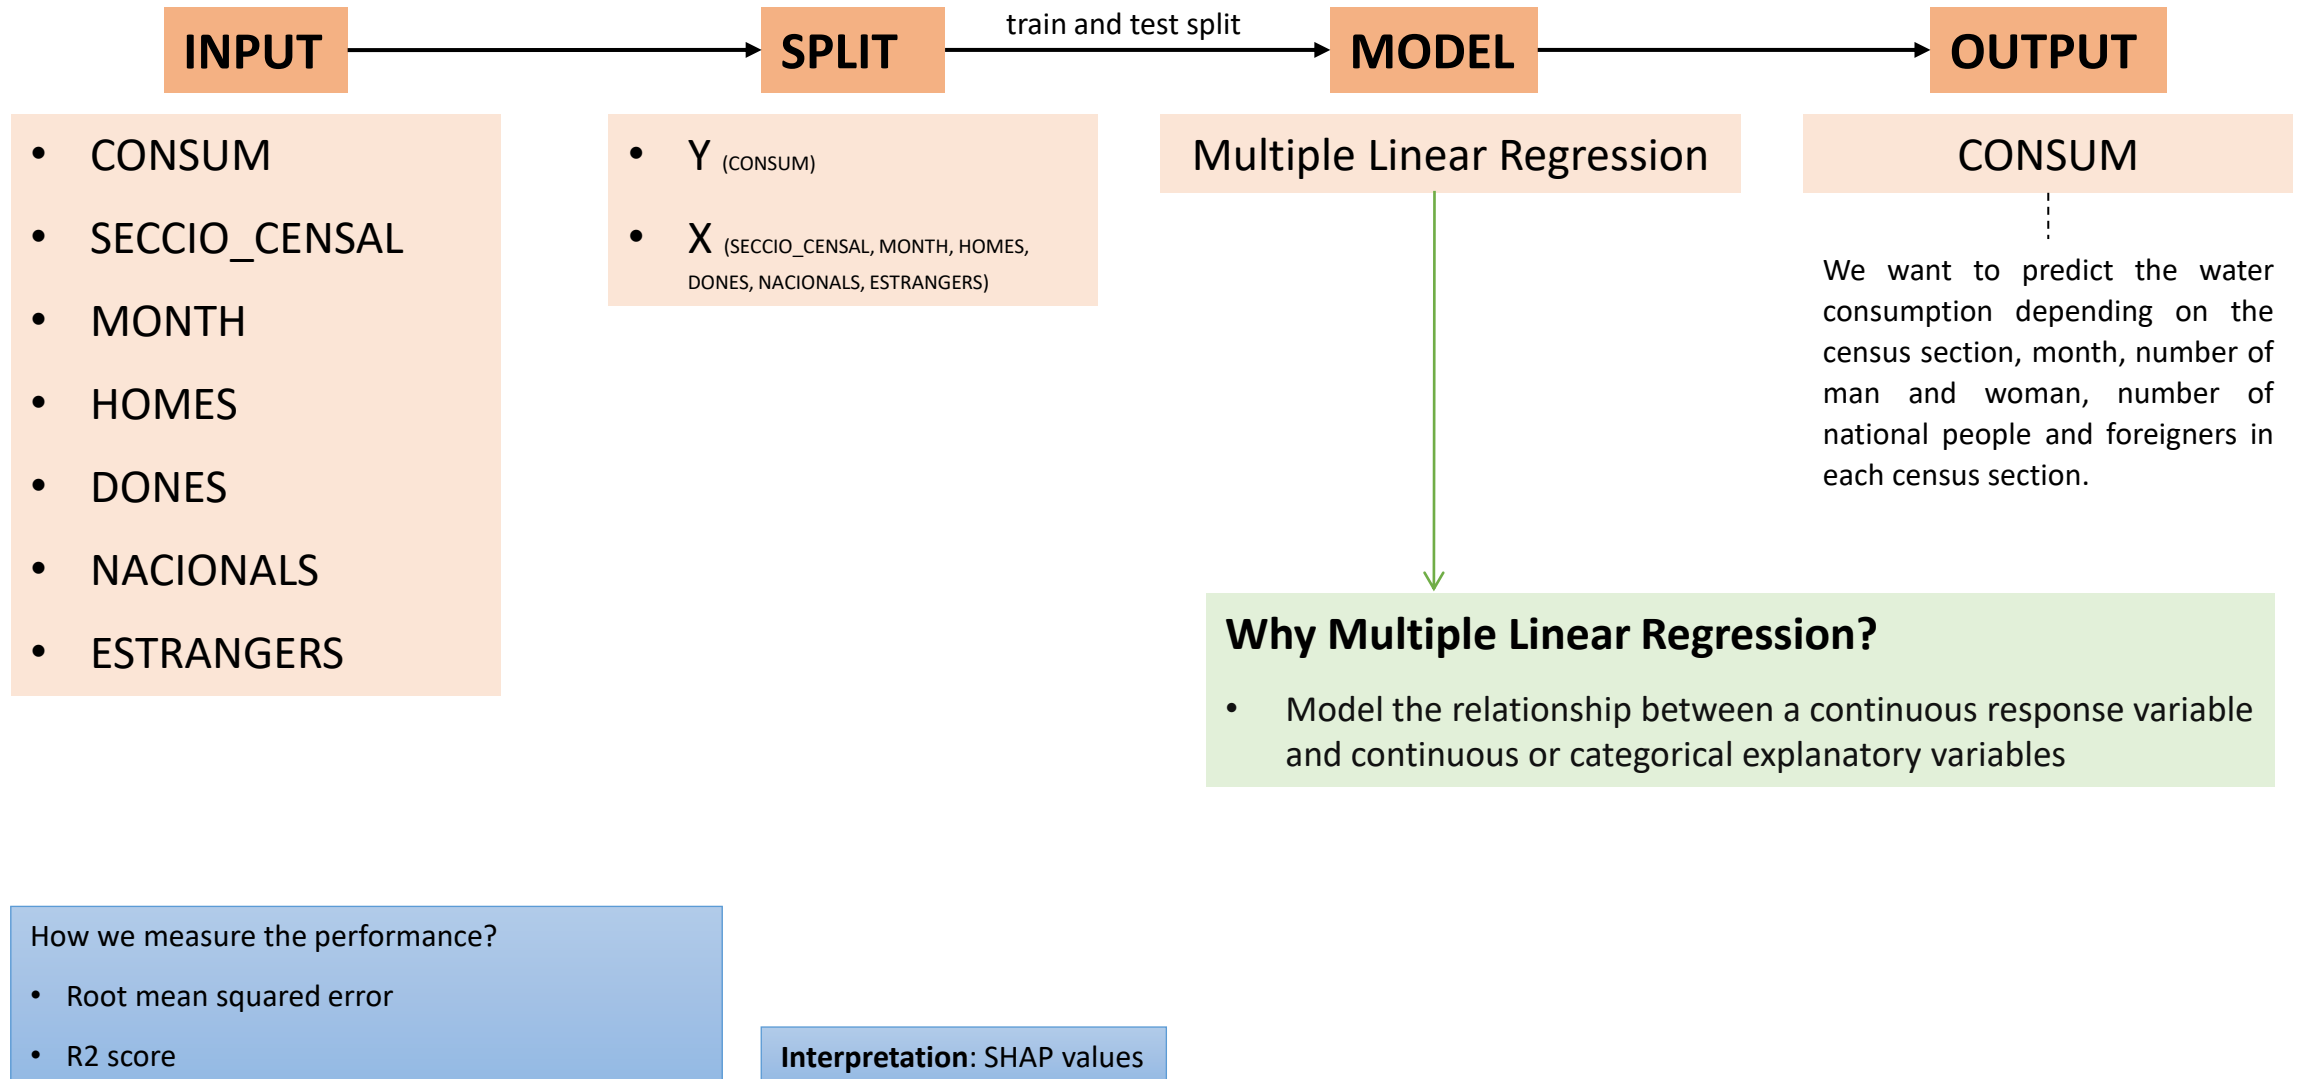 INPUT
SPLIT
train and test split
MODEL
OUTPUT
• CONSUM
• SECCIO_CENSAL
• MONTH
• HOMES
• DONES
• NACIONALS
• ESTRANGERS
• Y (CONSUM)
• X (SECCIO_CENSAL, MONTH, HOMES,
DONES, NACIONALS, ESTRANGERS)
Multiple Linear Regression
CONSUM
We want to predict the water
consumption depending on the
census section, month, number of
man and woman, number of
national people and foreigners in
each census section.
Why Multiple Linear Regression?
• Model the relationship between a continuous response variable
and continuous or categorical explanatory variables
How we measure the performance?
• Root mean squared error
• R2 score
Interpretation: SHAP values